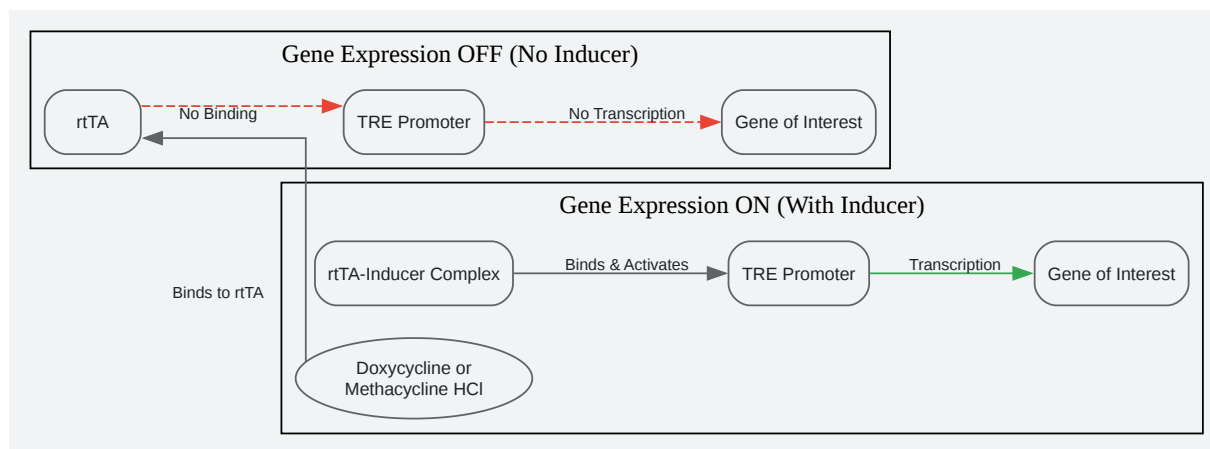 Gene Expression OFF (No Inducer)
rtTA
No Binding
TRE Promoter
No Transcription
Gene of Interest
Gene Expression ON (With Inducer)
rtTA-Inducer Complex
Binds & Activates
TRE Promoter
Transcription
Gene of Interest
Binds to rtTA
Doxycycline or
Methacycline HCl